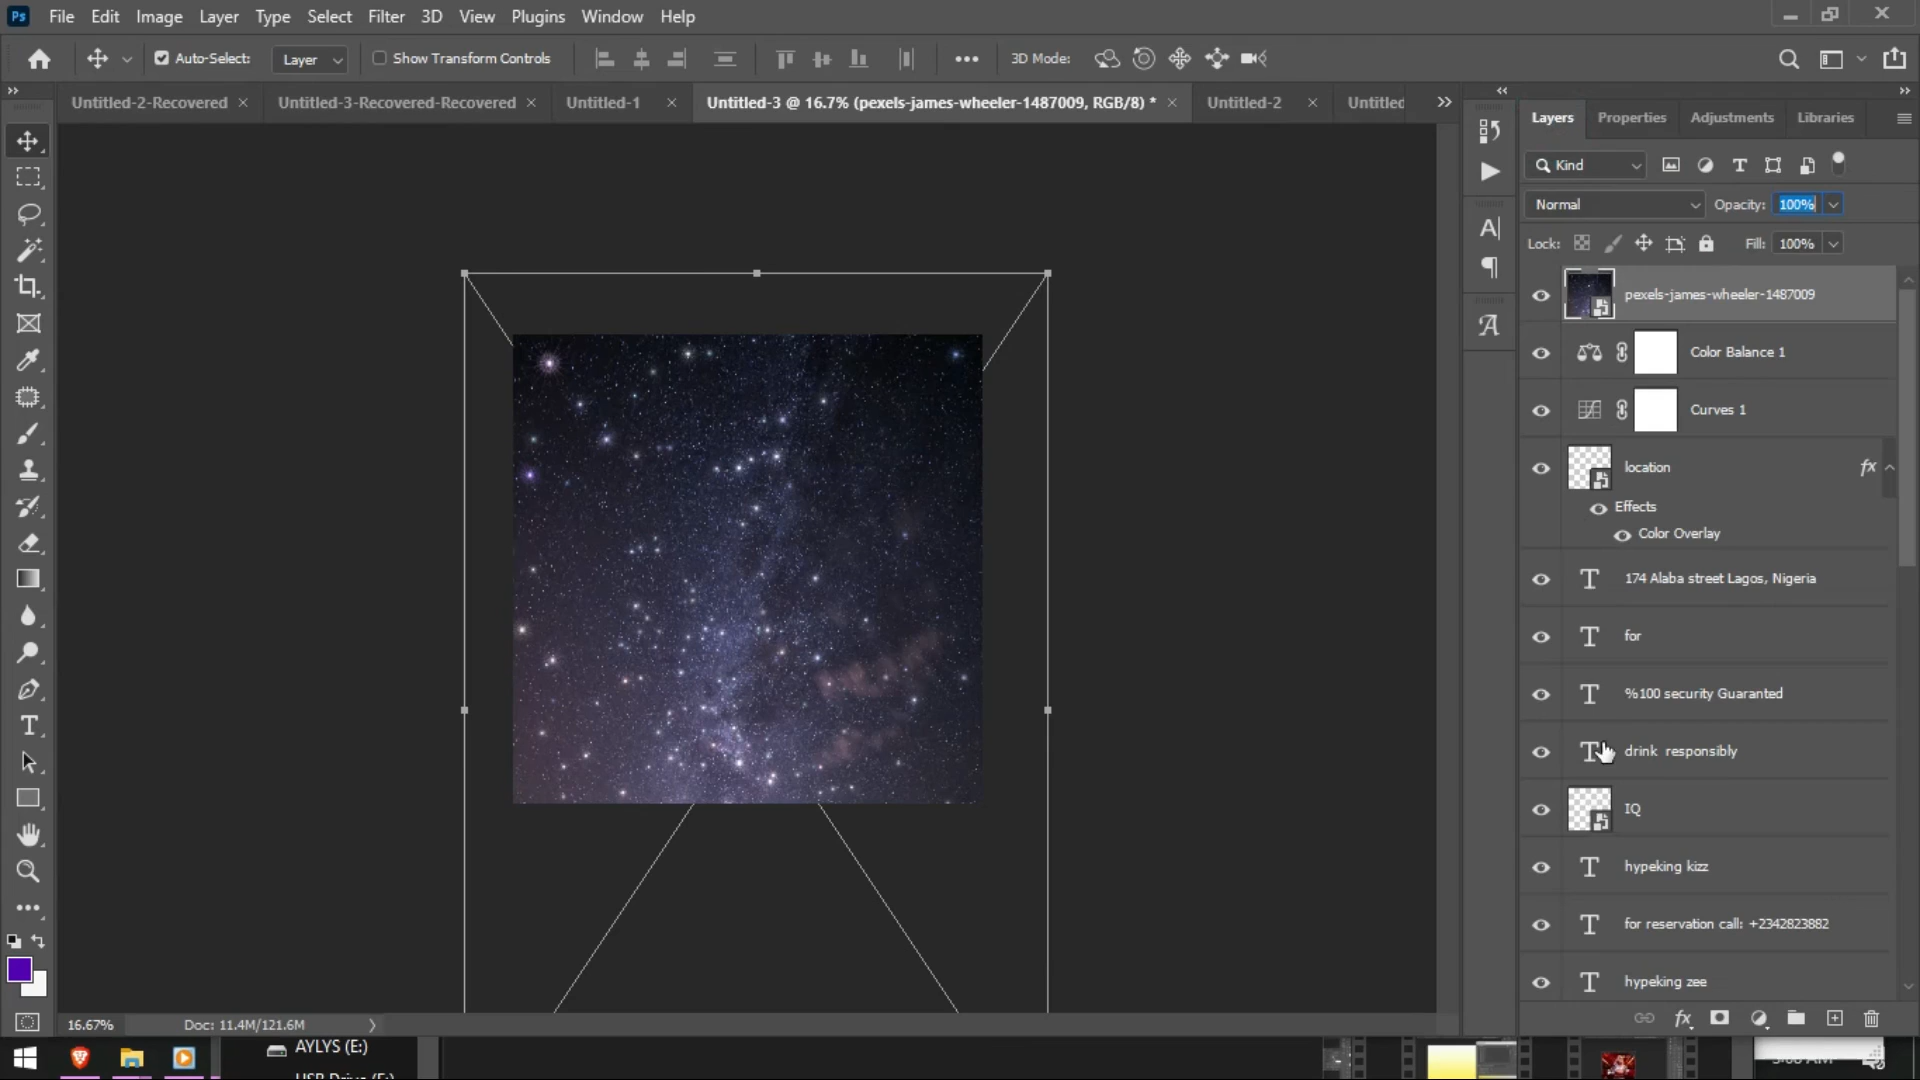 Ps File Edit Image Layer Type Select Filter 3D View Plugins Window Help
Auto-Select: Layer Show Transform Controls 3D Mode:
Untitled-2-Recovered Untitled-3-Recovered-Recovered Untitled-1 Untitled-3 @ 16.7% (pexels-james-wheeler-1487009, RGB/8) * Untitled-2 Untitled
Layers Properties Adjustments Libraries
Kind
Normal Opacity: 100%
Lock: Fill: 100%
pexels-james-wheeler-1487009
Color Balance 1
Curves 1
location fx
Effects
Color Overlay
174 Alaba street Lagos, Nigeria
for
%100 security Guaranted
drink responsibly
IQ
hypeking kizz
for reservation call: +2342823882
hypeking zee
16.67% Doc: 11.4M/121.6M
AYLYS (E:)